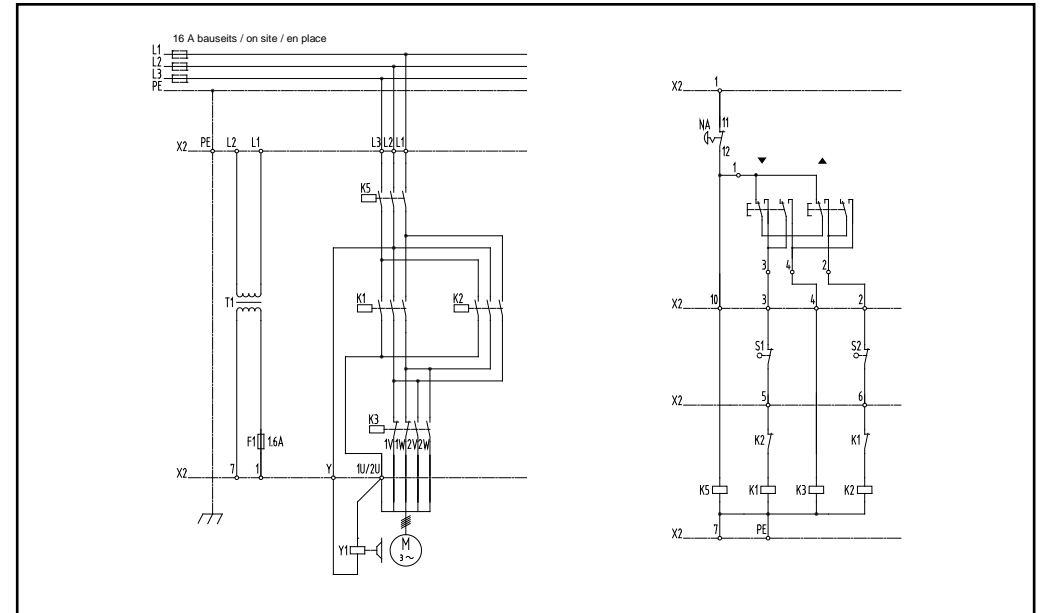 16 A bauseits / on site / en place
L1
L2
L3
PE
X2 PE L2 L1 L3 L2 L1
K5
T1 K1 K2
K3
F1 1.6A 1V 1W 2V 2W
X2 7 1 Y 1U/2U
Y1 M
3~
X2 1
NA 11
12
1
3 4 2
X2 10 3 4 2
S1 S2
X2 5 6
K2 K1
K5 K1 K3 K2
X2 7 PE